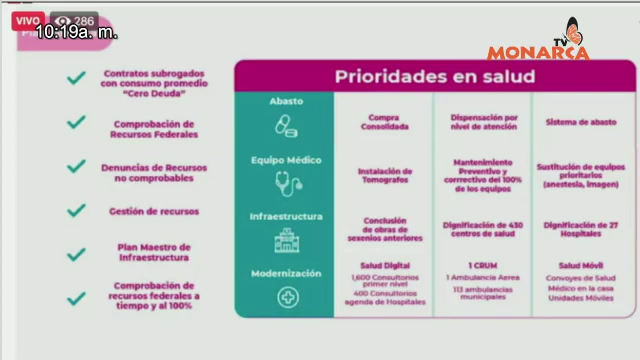 VIVO 286
10:19a. m.
TV
MONARCA
Contratos subrogados
con consumo promedio
"Cero Deuda"
Comprobación de
Recursos Federales
Denuncias de Recursos
no comprobables
Gestión de recursos
Plan Maestro de
Infraestructura
Comprobación de
recursos federales a
tiempo y al 100%
Prioridades en salud
Abasto
Compra
Consolidada
Dispensación por
nivel de atención
Sistema de abasto
Equipo Médico
Instalación de
Tomografos
Mantenimiento
Preventivo y
corrrectivo del 100%
de los equipos
Sustitución de equipos
prioritarios
(anestesia, imagen)
Infraestructura
Conclusión
de obras de
sexenios anteriores
Dignificación de 430
centros de salud
Dignificación de 27
Hospitales
Modernización
Salud Digital
1,600 Consultorios
primer nivel
400 Consultorios
agenda de Hospitales
1 CRUM
1 Ambulancia Aerea
113 ambulancias
municipales
Salud Móvil
Convoyes de Salud
Médico en la casa
Unidades Móviles